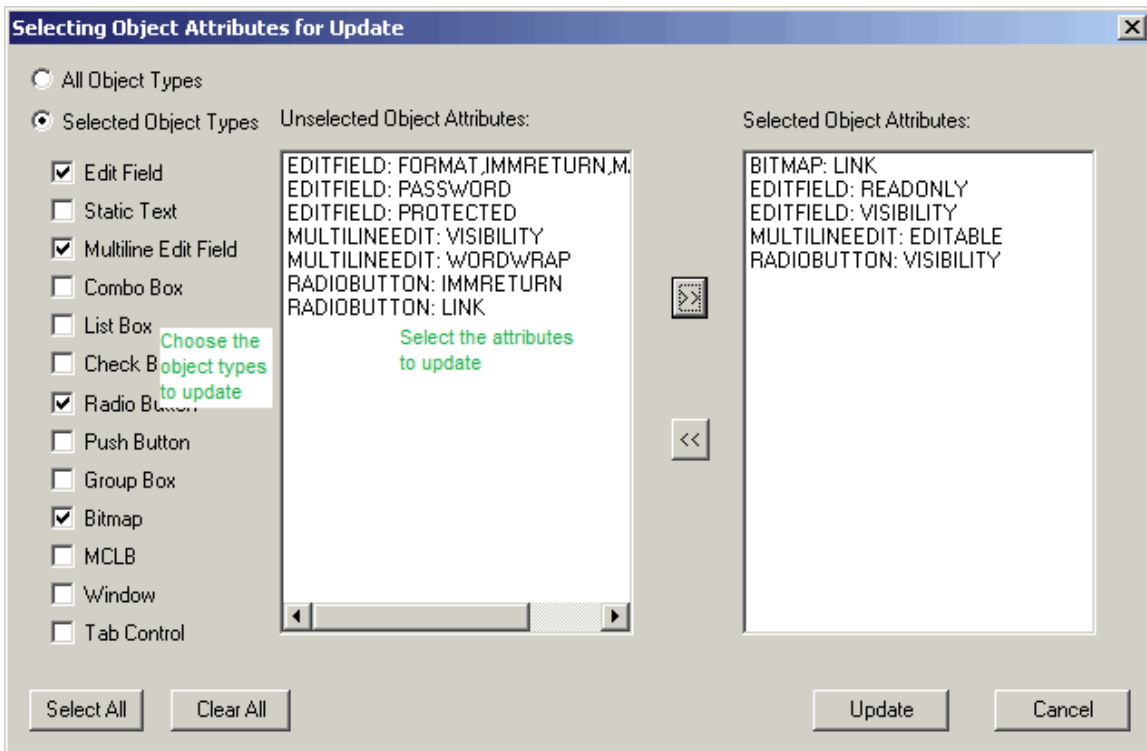 Selecting Object Attributes for Update
All Object Types
Selected Object Types
Edit Field
Static Text
Multiline Edit Field
Combo Box
List Box
Check B
Radio Button
Push Button
Group Box
Bitmap
MCLB
Window
Tab Control
Choose the
object types
to update
Unselected Object Attributes:
EDITFIELD: FORMAT,IMMRETURN,M
EDITFIELD: PASSWORD
EDITFIELD: PROTECTED
MULTILINEEDIT: VISIBILITY
MULTILINEEDIT: WORDWRAP
RADIOBUTTON: IMMRETURN
RADIOBUTTON: LINK
Select the attributes
to update
>>
<<
Selected Object Attributes:
BITMAP: LINK
EDITFIELD: READONLY
EDITFIELD: VISIBILITY
MULTILINEEDIT: EDITABLE
RADIOBUTTON: VISIBILITY
Select All
Clear All
Update
Cancel